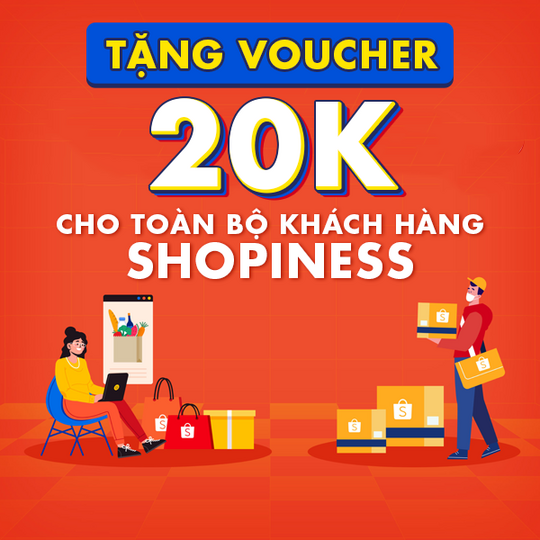 TẶNG VOUCHER
20K
CHO TOÀN BỘ KHÁCH HÀNG
SHOPINESS